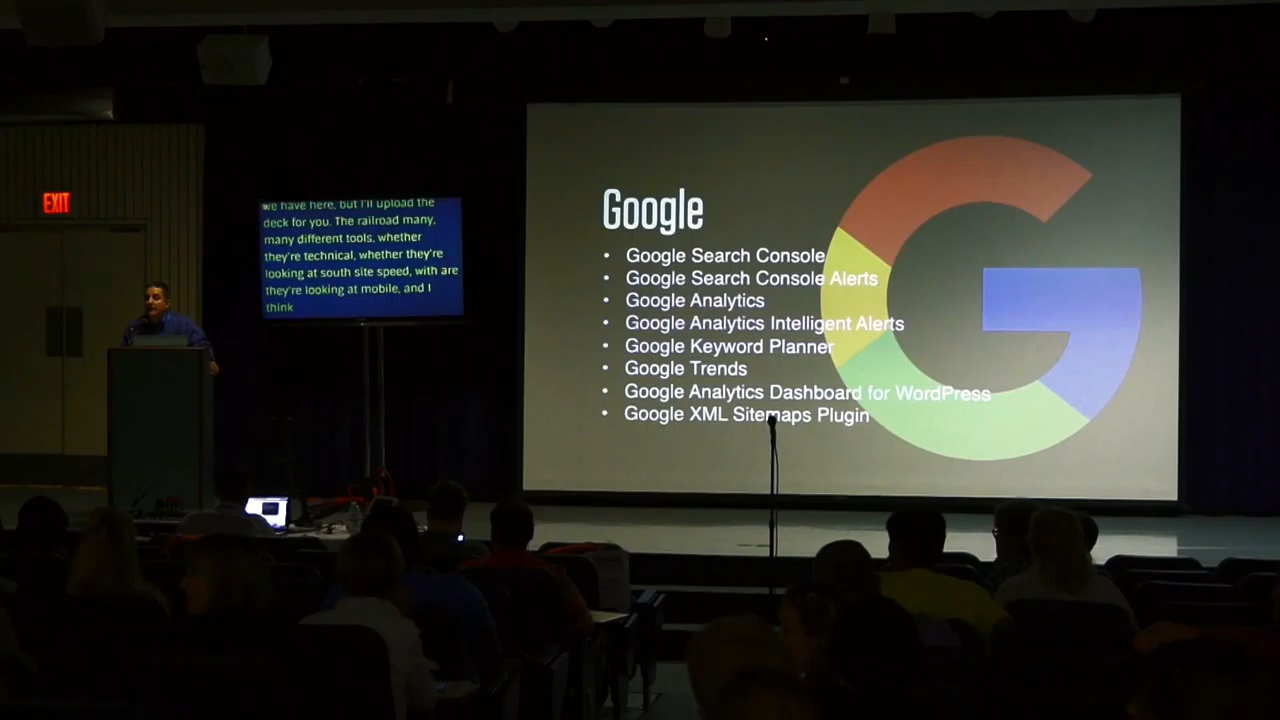 EXIT
we have here, but I'll upload the
deck for you. The railroad many,
many different tools, whether
they're technical, whether they're
looking at south site speed, with are
they're looking at mobile, and I
think
Google
• Google Search Console
• Google Search Console Alerts
• Google Analytics
• Google Analytics Intelligent Alerts
• Google Keyword Planner
• Google Trends
• Google Analytics Dashboard for WordPress
• Google XML Sitemaps Plugin